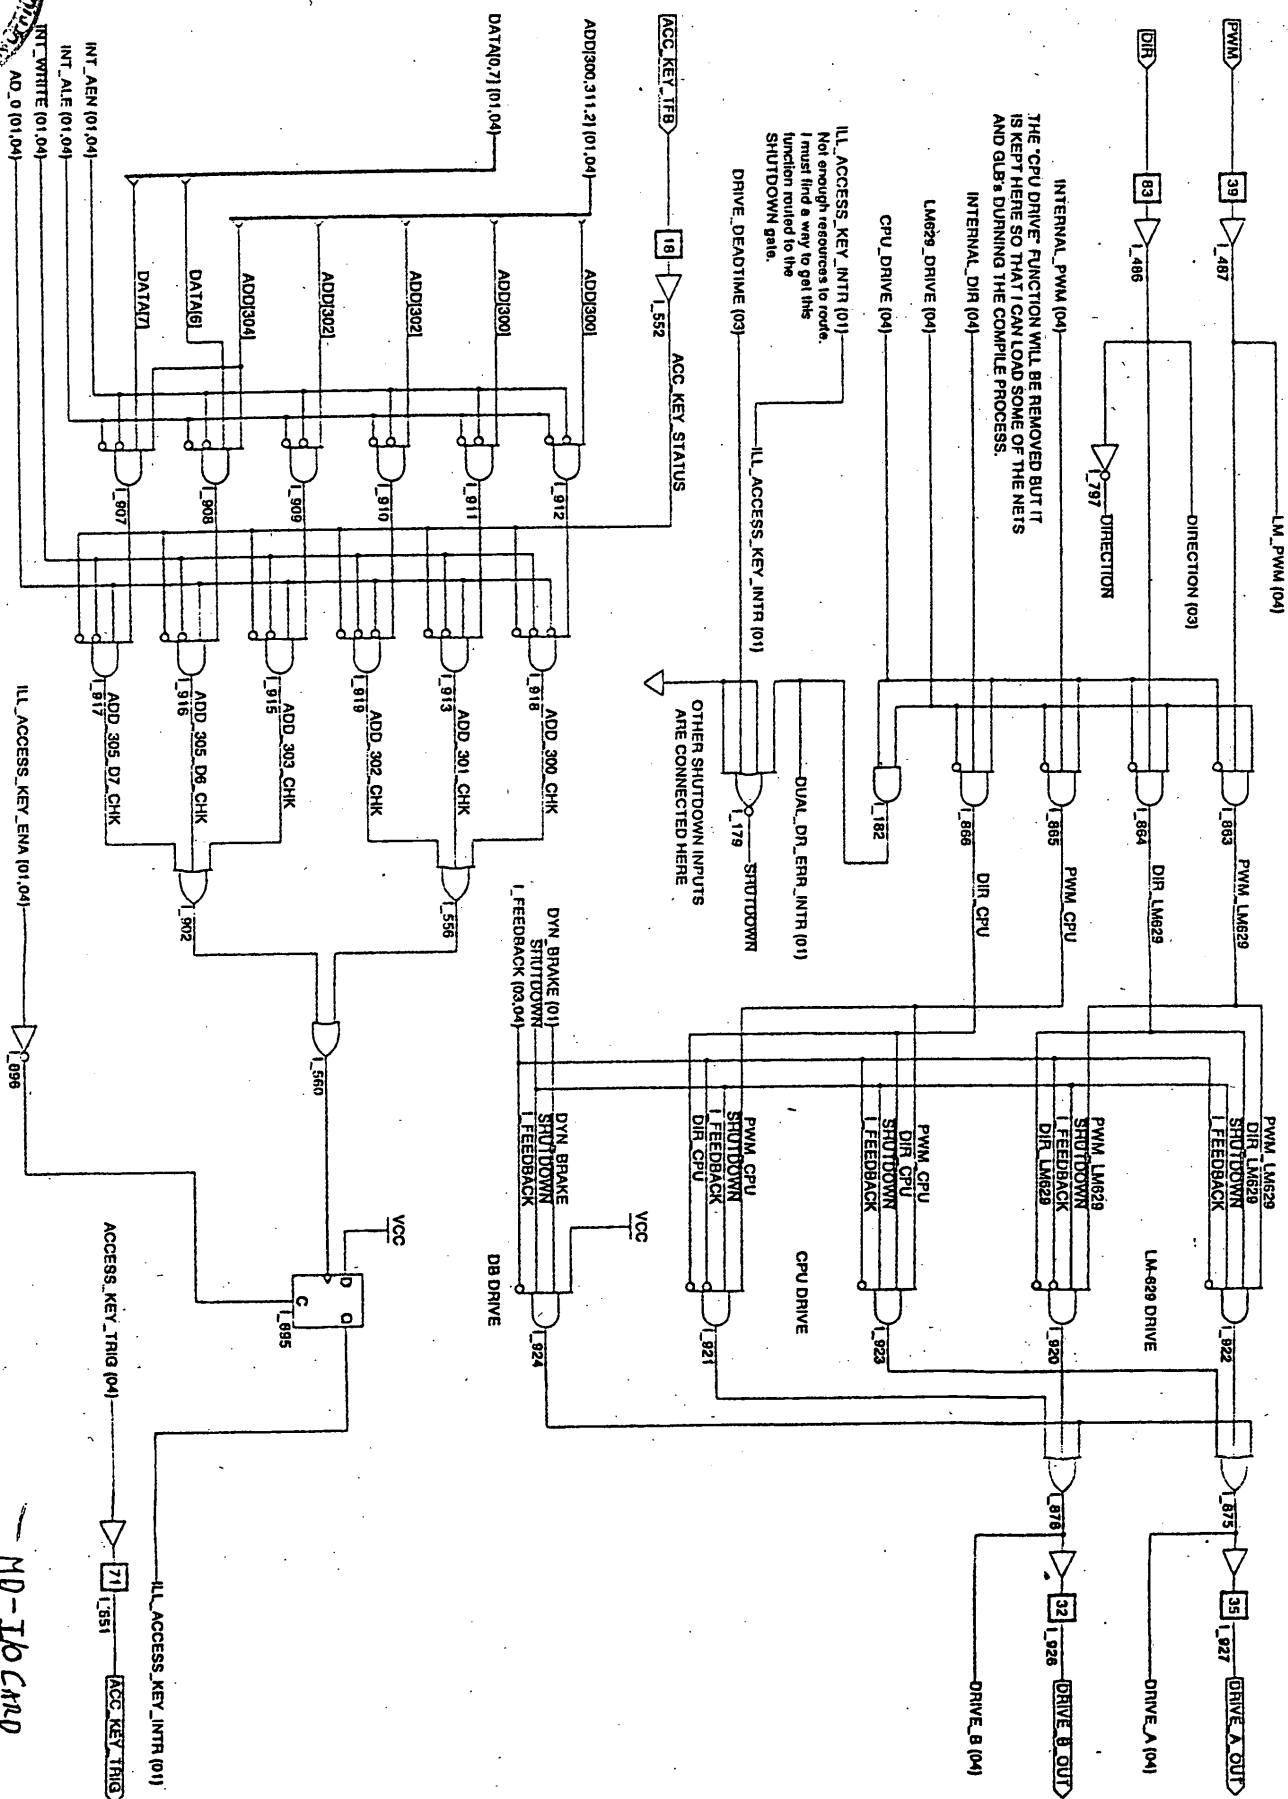 PWM
39
I_487
LM_PWM (04)
DIR
83
I_486
DIRECTION (03)
I_797
DIRECTION
THE "CPU DRIVE" FUNCTION WILL BE REMOVED BUT IT
IS KEPT HERE SO THAT I CAN LOAD SOME OF THE NETS
AND GLB's DURNING THE COMPILE PROCESS.
INTERNAL_PWM (04)
INTERNAL_DIR (04)
LM629_DRIVE (04)
CPU_DRIVE (04)
ILL_ACCESS_KEY_INTR (01)
Not enough resources to route.
I must find a way to get this
function routed to the
SHUTDOWN gate.
ILL_ACCESS_KEY_INTR (01)
DRIVE_DEADTIME (03)
I_863
PWM_LM629
I_864
DIR_LM629
I_865
PWM_CPU
I_866
DIR_CPU
I_182
DUAL_DR_ERR_INTR (01)
I_179
SHUTDOWN
OTHER SHUTDOWN INPUTS
ARE CONNECTED HERE
PWM_LM629
DIR_LM629
SHUTDOWN
I_FEEDBACK
I_922
LM-629 DRIVE
PWM_LM629
SHUTDOWN
I_FEEDBACK
DIR_LM629
I_920
PWM_CPU
DIR_CPU
SHUTDOWN
I_FEEDBACK
I_923
CPU DRIVE
PWM_CPU
SHUTDOWN
I_FEEDBACK
DIR_CPU
I_921
VCC
DYN_BRAKE (01)
SHUTDOWN
I_FEEDBACK (03,04)
DYN_BRAKE
SHUTDOWN
I_FEEDBACK
I_924
DB DRIVE
I_875
35
I_927
DRIVE_A_OUT
DRIVE_A (04)
I_876
32
I_926
DRIVE_B_OUT
DRIVE_B (04)
ACC_KEY_TFB
18
I_552
ACC_KEY_STATUS
ADD[300,311,2] (01,04)
DATA[0,7] (01,04)
ADD[300]
ADD[300]
ADD[302]
ADD[302]
ADD[304]
DATA[6]
DATA[7]
INT_AEN (01,04)
INT_ALE (01,04)
INT_WRITE (01,04)
AD_0 (01,04)
I_912
I_911
I_910
I_909
I_908
I_907
I_918
ADD_300_CHK
I_913
ADD_301_CHK
I_919
ADD_302_CHK
I_915
ADD_303_CHK
I_916
ADD_305_D6_CHK
I_917
ADD_305_D7_CHK
I_556
I_902
I_560
ILL_ACCESS_KEY_ENA (01,04)
I_896
VCC
D
Q
C
I_895
ILL_ACCESS_KEY_INTR (01)
ACCESS_KEY_TRIG (04)
71
I_651
ACC_KEY_TRIG
MD-I/O CARD